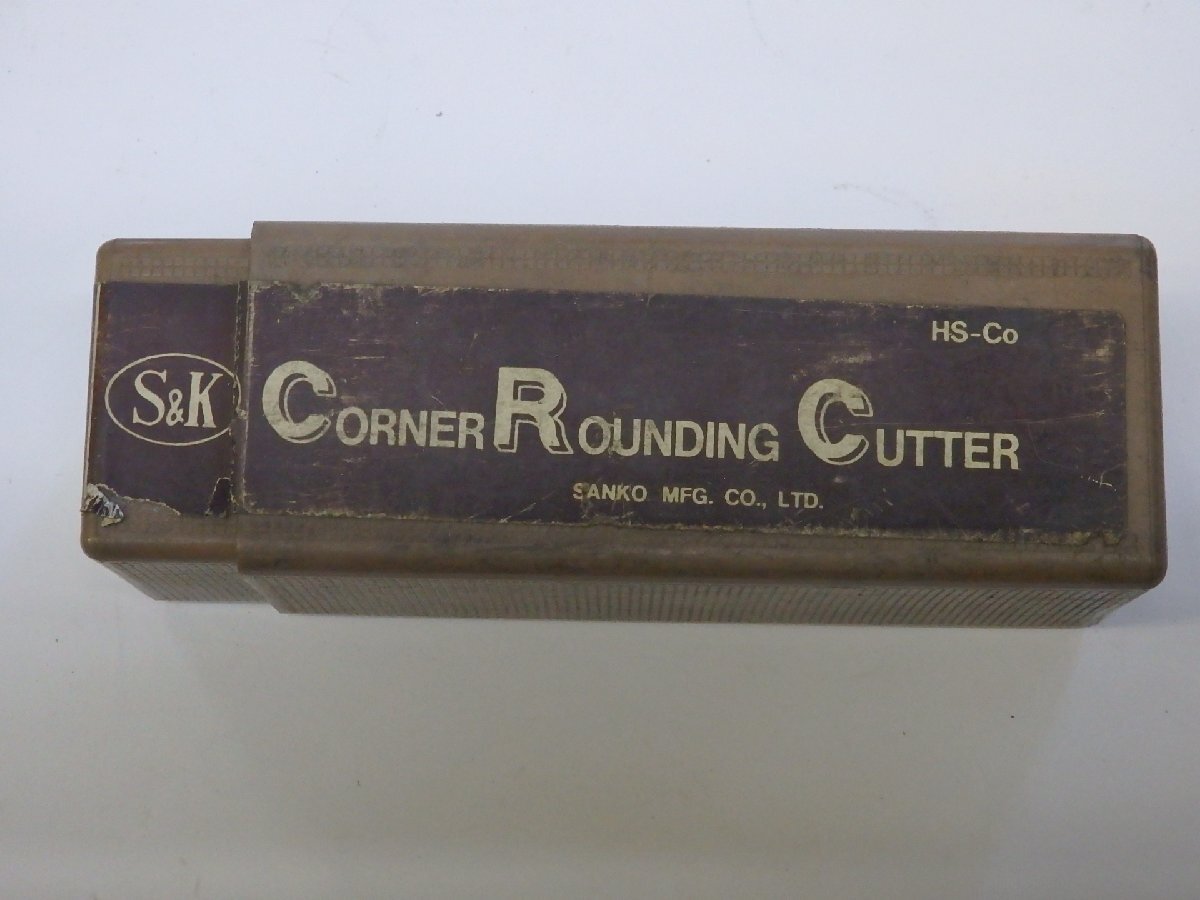 S&K
HS-Co
CORNER ROUNDING CUTTER
SANKO MFG. CO., LTD.